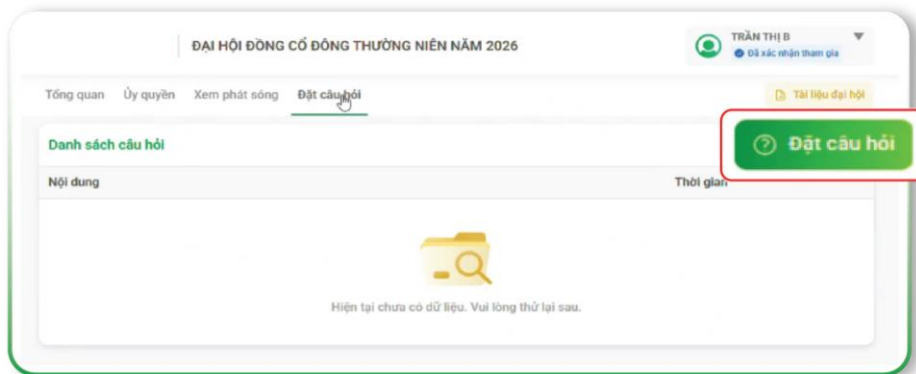 ĐẠI HỘI ĐỒNG CỔ ĐÔNG THƯỜNG NIÊN NĂM 2026
TRẦN THỊ B
Đã xác nhận tham gia
Tổng quan Ủy quyền Xem phát sóng Đặt câu hỏi
Tài liệu đại hội
Danh sách câu hỏi
Đặt câu hỏi
Nội dung Thời gian
Hiện tại chưa có dữ liệu. Vui lòng thử lại sau.